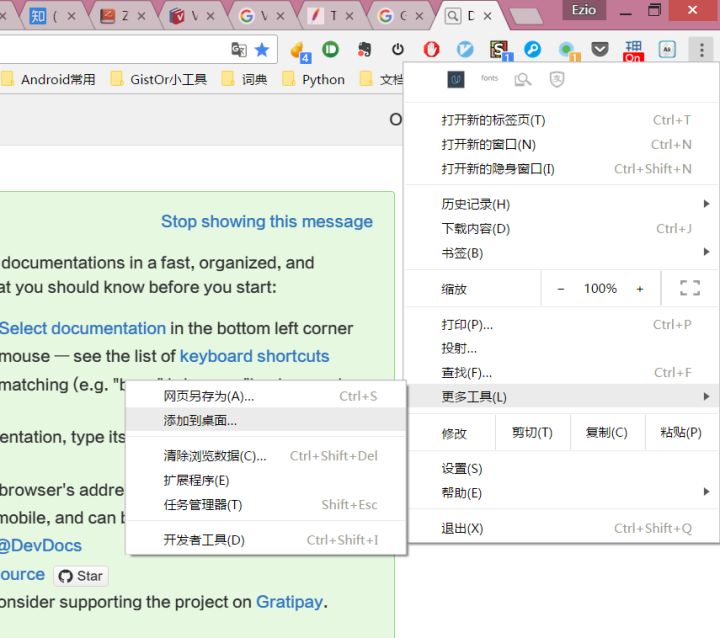 Ezio
知 ( Z V G V T G C D
4 1 1 On
Android常用 GistOr小工具 词典 Python 文档
fonts
O
打开新的标签页(T) Ctrl+T
打开新的窗口(N) Ctrl+N
打开新的隐身窗口(I) Ctrl+Shift+N
历史记录(H)
下载内容(D) Ctrl+J
书签(B)
缩放 − 100% +
打印(P)... Ctrl+P
投射...
查找(F)... Ctrl+F
更多工具(L)
修改 剪切(T) 复制(C) 粘贴(P)
设置(S)
帮助(E)
退出(X) Ctrl+Shift+Q
网页另存为(A)... Ctrl+S
添加到桌面...
清除浏览数据(C)... Ctrl+Shift+Del
扩展程序(E)
任务管理器(T) Shift+Esc
开发者工具(D) Ctrl+Shift+I
Stop showing this message
documentations in a fast, organized, and
at you should know before you start:
Select documentation in the bottom left corner
mouse — see the list of keyboard shortcuts
matching (e.g.
entation, type its
browser's addre
mobile, and can b
@DevDocs
ource Star
onsider supporting the project on Gratipay.